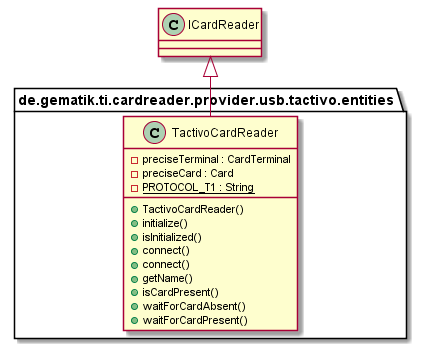 C ICardReader
de.gematik.ti.cardreader.provider.usb.tactivo.entities
C TactivoCardReader
preciseTerminal : CardTerminal
preciseCard : Card
PROTOCOL_T1 : String
TactivoCardReader()
initialize()
isInitialized()
connect()
connect()
getName()
isCardPresent()
waitForCardAbsent()
waitForCardPresent()